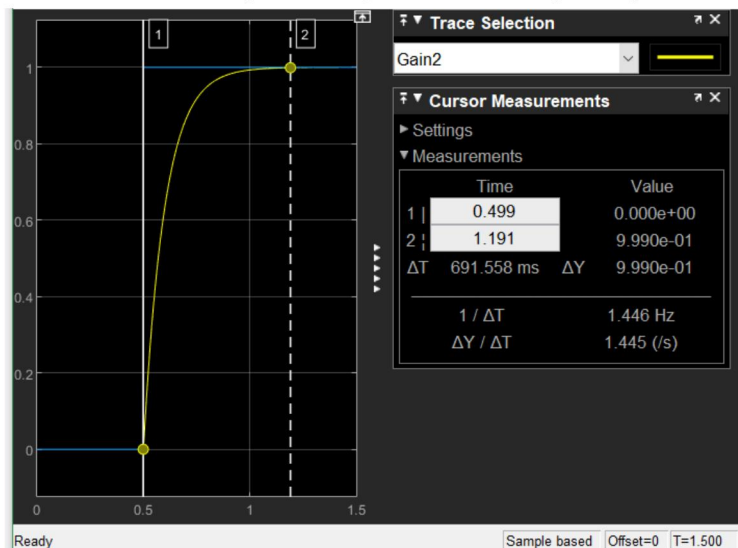 1
2
1
0.8
0.6
0.4
0.2
0
0
0.5
1
1.5
Trace Selection
Gain2
Cursor Measurements
Settings
Measurements
Time Value
1 | 0.499 0.000e+00
2 ¦ 1.191 9.990e-01
ΔT 691.558 ms ΔY 9.990e-01
1 / ΔT 1.446 Hz
ΔY / ΔT 1.445 (/s)
Ready
Sample based Offset=0 T=1.500